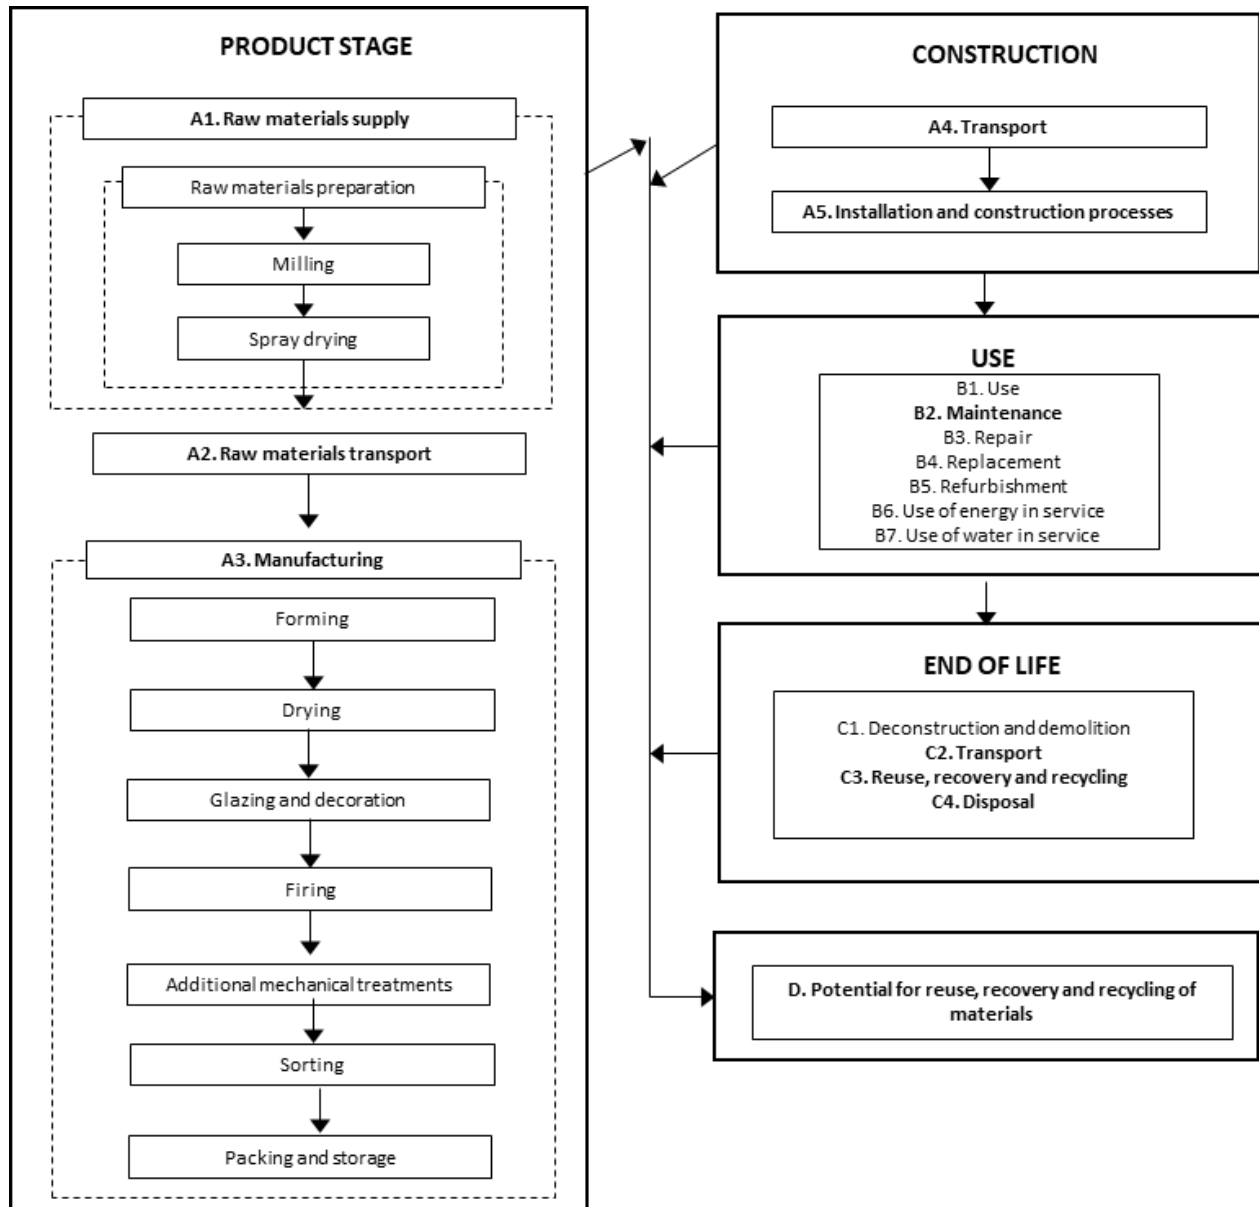 PRODUCT STAGE
A1. Raw materials supply
Raw materials preparation
Milling
Spray drying
A2. Raw materials transport
A3. Manufacturing
Forming
Drying
Glazing and decoration
Firing
Additional mechanical treatments
Sorting
Packing and storage
CONSTRUCTION
A4. Transport
A5. Installation and construction processes
USE
B1. Use
B2. Maintenance
B3. Repair
B4. Replacement
B5. Refurbishment
B6. Use of energy in service
B7. Use of water in service
END OF LIFE
C1. Deconstruction and demolition
C2. Transport
C3. Reuse, recovery and recycling
C4. Disposal
D. Potential for reuse, recovery and recycling of
materials